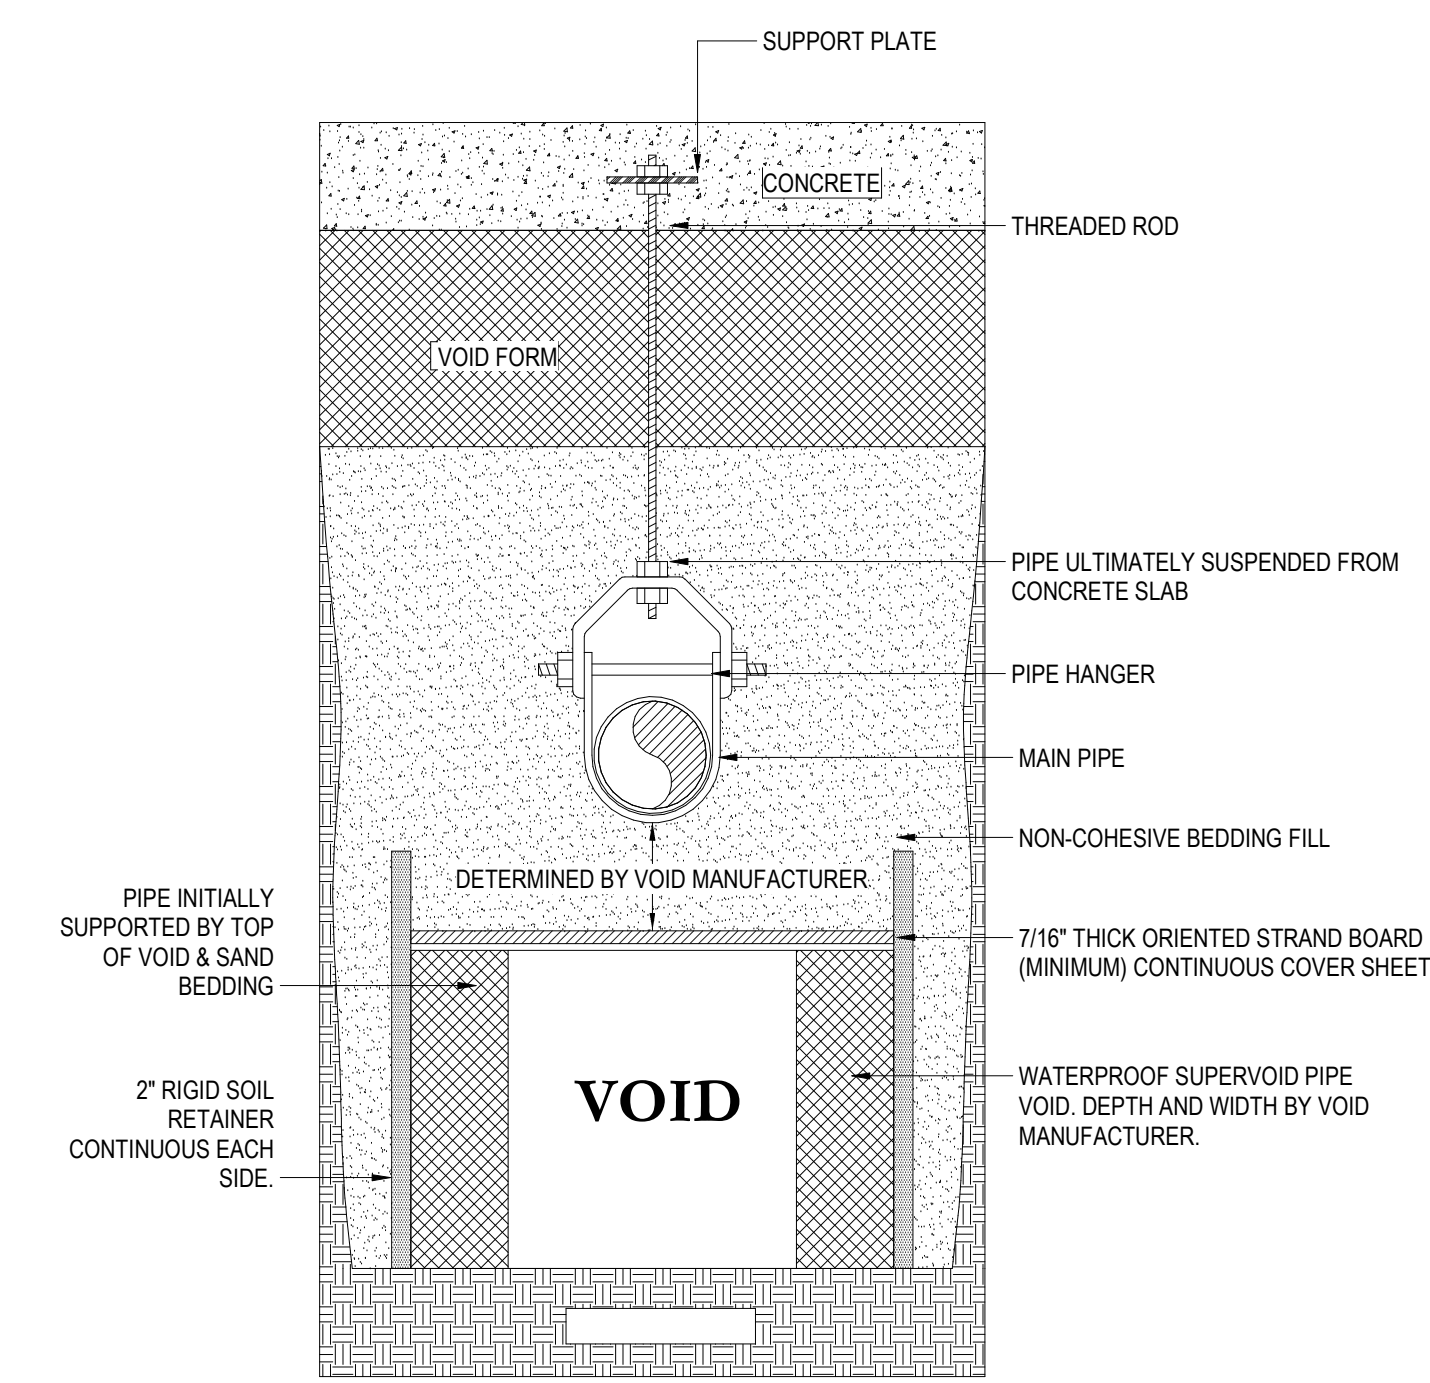 SUPPORT PLATE
CONCRETE
THREADED ROD
VOID FORM
PIPE ULTIMATELY SUSPENDED FROM
CONCRETE SLAB
PIPE HANGER
MAIN PIPE
NON-COHESIVE BEDDING FILL
DETERMINED BY VOID MANUFACTURER
PIPE INITIALLY
SUPPORTED BY TOP
OF VOID & SAND
BEDDING
7/16" THICK ORIENTED STRAND BOARD
(MINIMUM) CONTINUOUS COVER SHEET
VOID
2" RIGID SOIL
RETAINER
CONTINUOUS EACH
SIDE.
WATERPROOF SUPERVOID PIPE
VOID. DEPTH AND WIDTH BY VOID
MANUFACTURER.